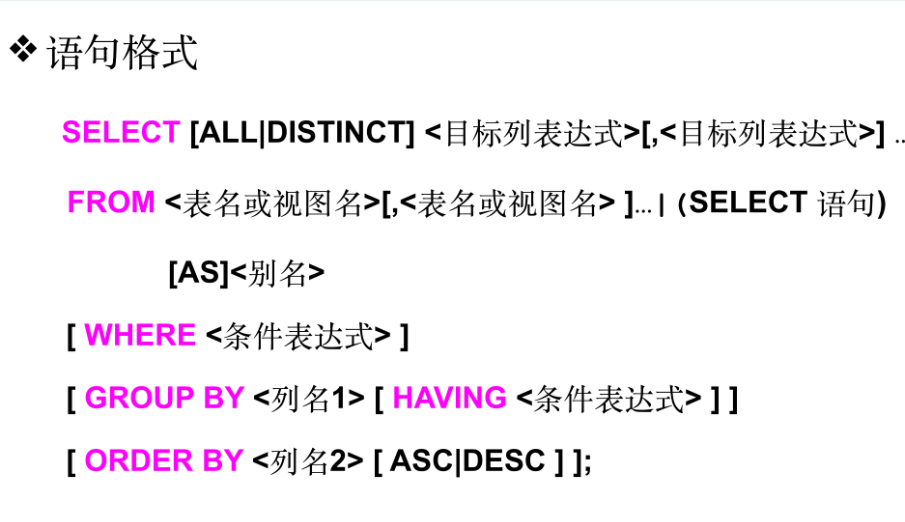 ❖ 语句格式
SELECT [ALL|DISTINCT] <目标列表达式>[,<目标列表达式>] …
FROM <表名或视图名>[,<表名或视图名> ]…|(SELECT 语句)
[AS]<别名>
[ WHERE <条件表达式> ]
[ GROUP BY <列名1> [ HAVING <条件表达式> ] ]
[ ORDER BY <列名2> [ ASC|DESC ] ];